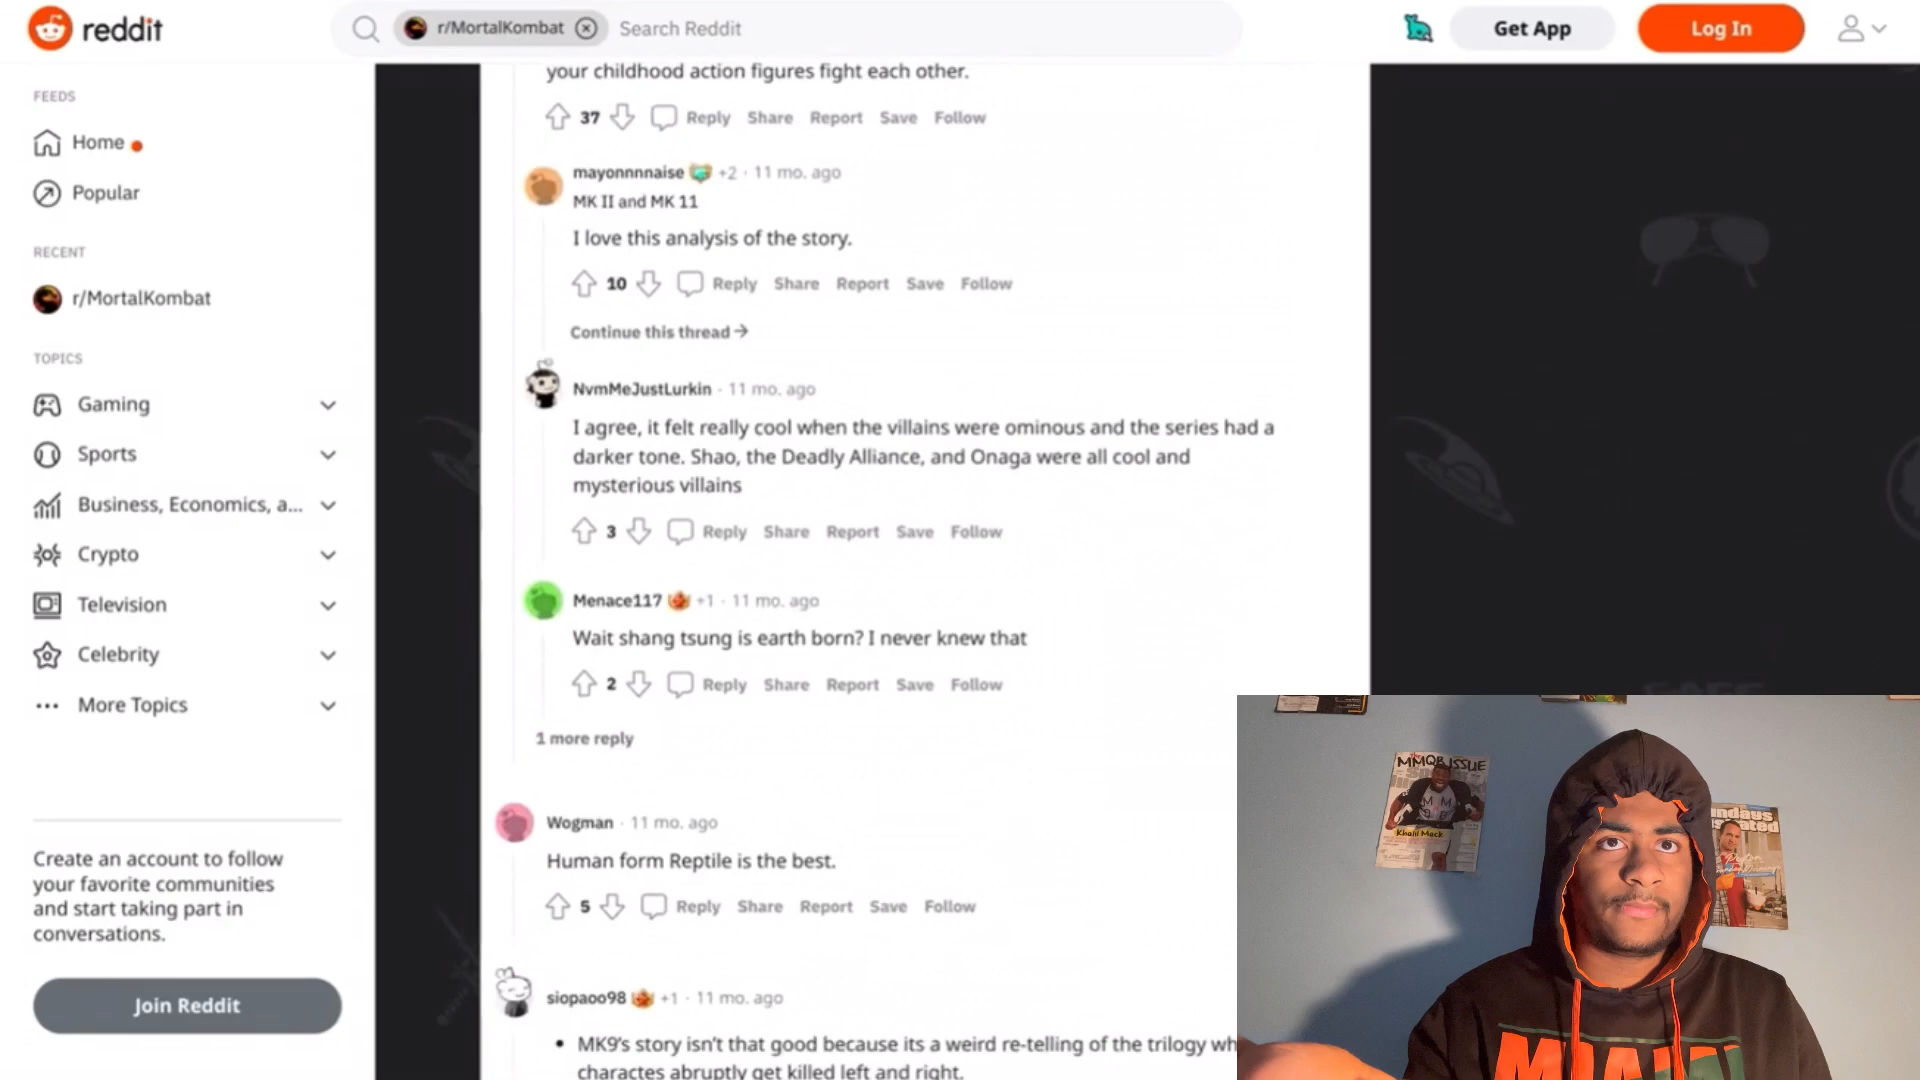 reddit
r/MortalKombat
Search Reddit
Get App
Log In
FEEDS
Home
Popular
RECENT
r/MortalKombat
TOPICS
Gaming
Sports
Business, Economics, a...
Crypto
Television
Celebrity
More Topics
Create an account to follow
your favorite communities
and start taking part in
conversations.
Join Reddit
your childhood action figures fight each other.
37 Reply Share Report Save Follow
mayonnnnaise +2 · 11 mo. ago
MK II and MK 11
I love this analysis of the story.
10 Reply Share Report Save Follow
Continue this thread →
NvmMeJustLurkin · 11 mo. ago
I agree, it felt really cool when the villains were ominous and the series had a
darker tone. Shao, the Deadly Alliance, and Onaga were all cool and
mysterious villains
3 Reply Share Report Save Follow
Menace117 +1 · 11 mo. ago
Wait shang tsung is earth born? I never knew that
2 Reply Share Report Save Follow
1 more reply
Wogman · 11 mo. ago
Human form Reptile is the best.
5 Reply Share Report Save Follow
siopaoo98 +1 · 11 mo. ago
• MK9's story isn't that good because its a weird re-telling of the trilogy wh
charactes abruptly get killed left and right.
MMQB ISSUE
Khalil Mack